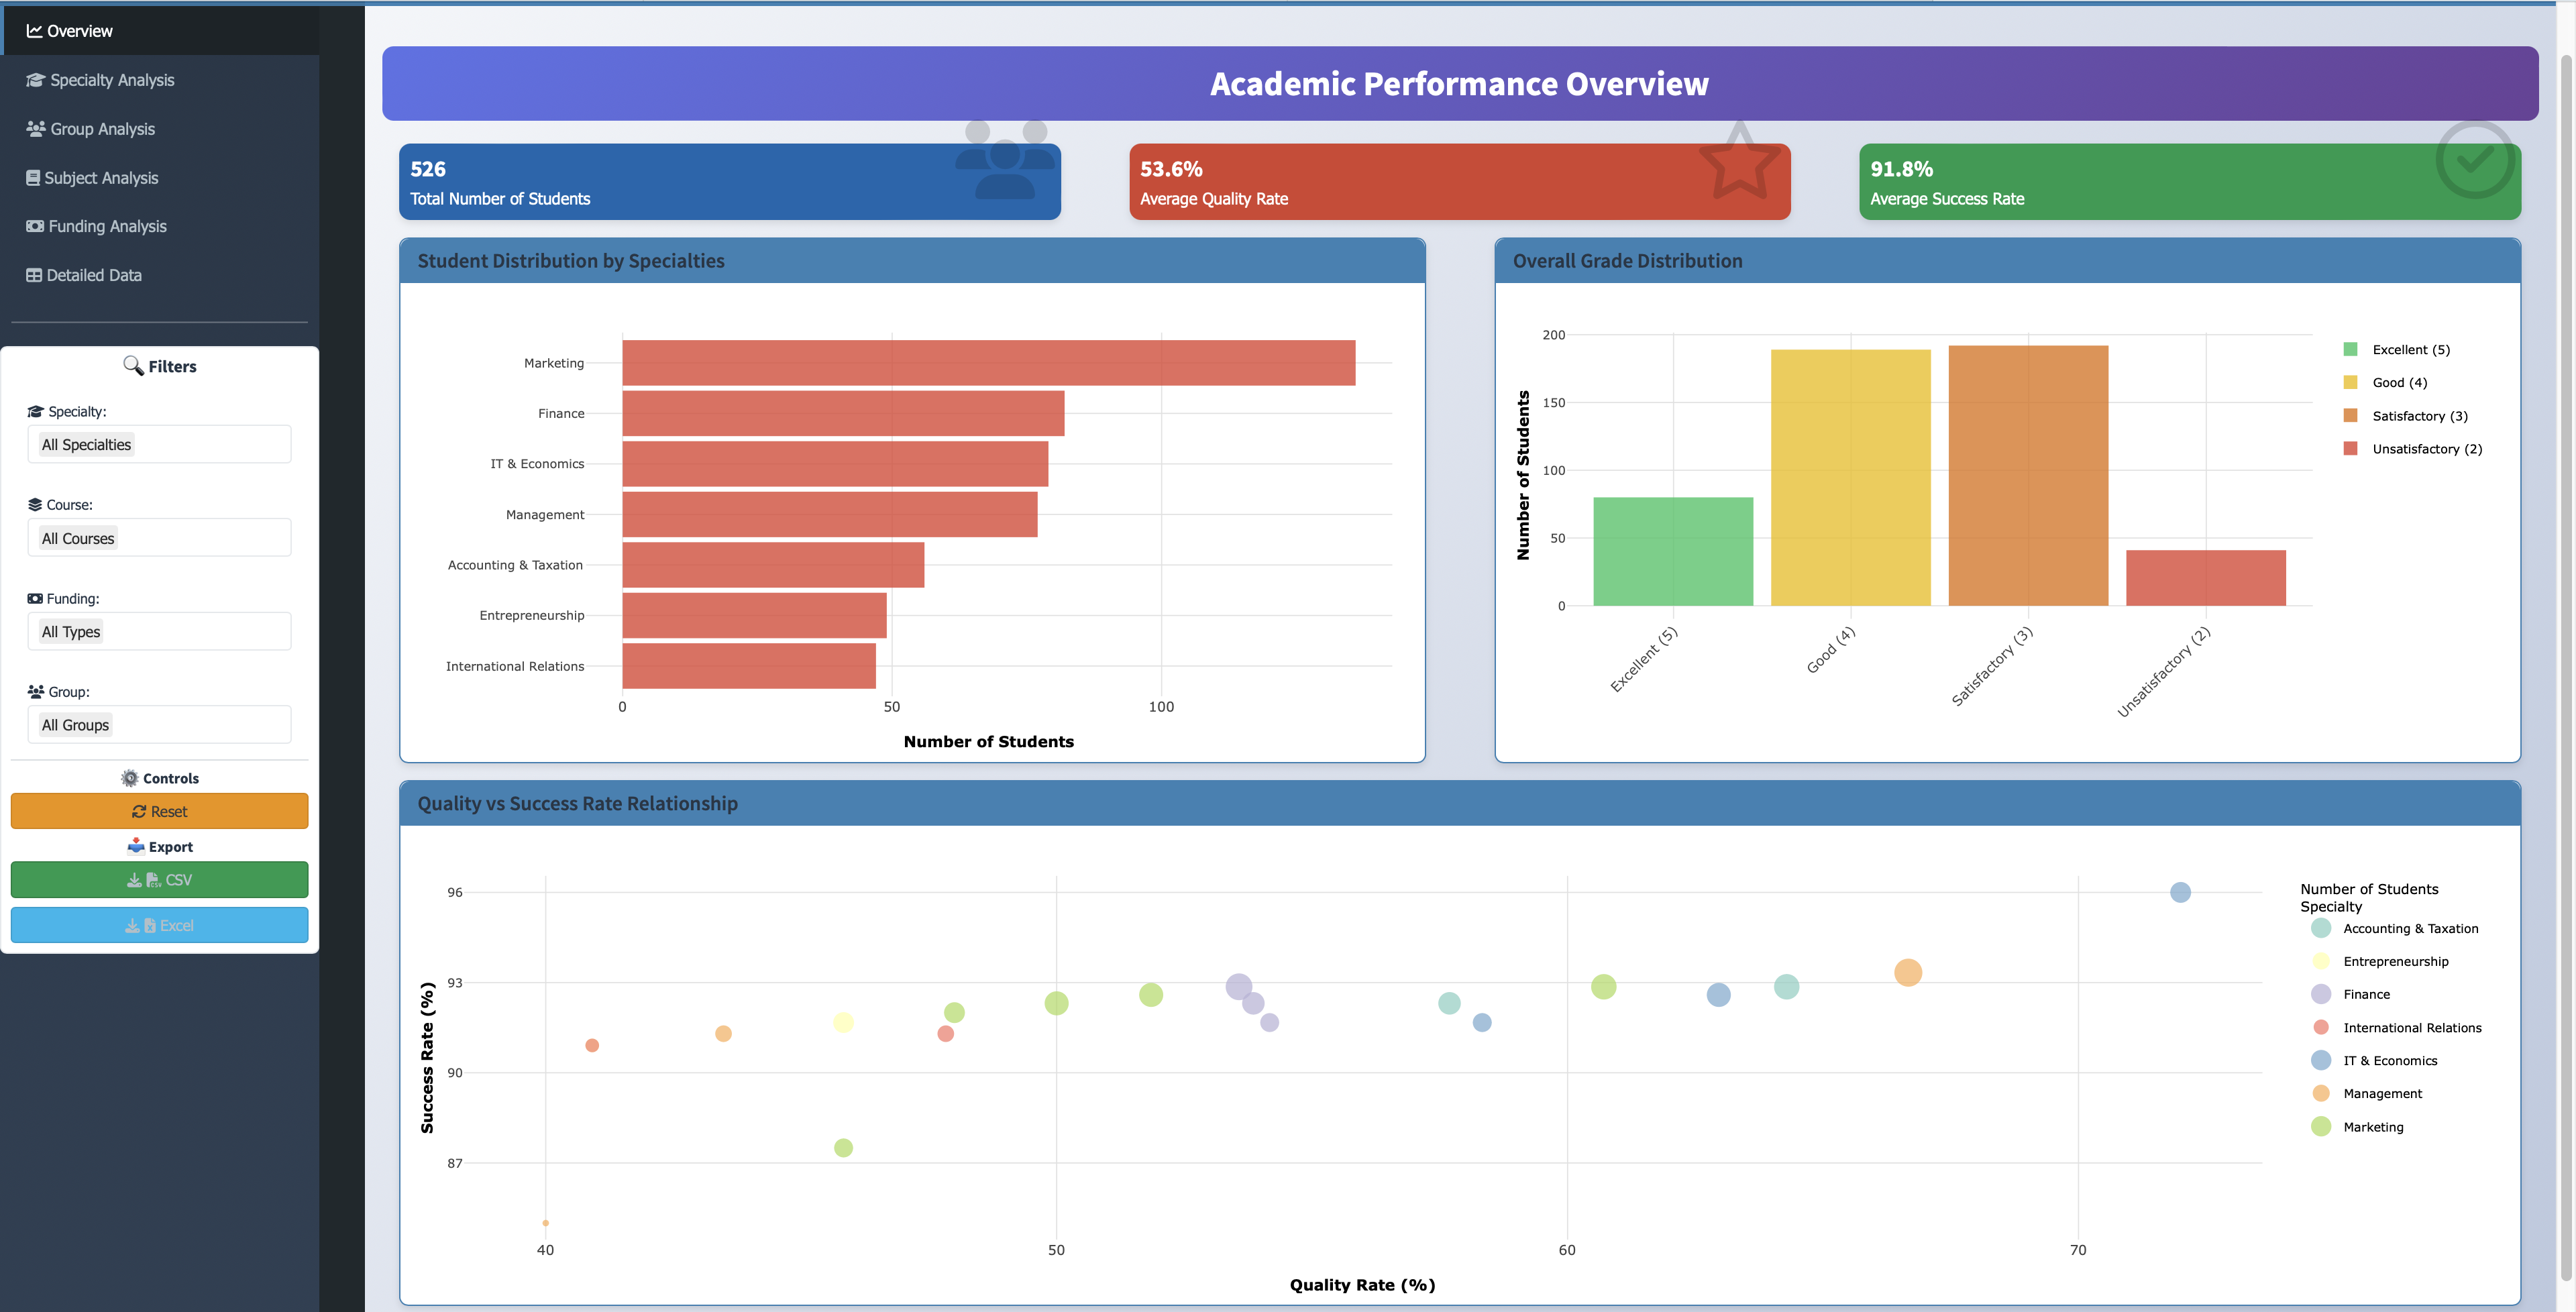 Overview
Specialty Analysis
Group Analysis
Subject Analysis
Funding Analysis
Detailed Data
Filters
Specialty:
All Specialties
Course:
All Courses
Funding:
All Types
Group:
All Groups
Controls
Reset
Export
CSV
Excel
Academic Performance Overview
526
Total Number of Students
53.6%
Average Quality Rate
91.8%
Average Success Rate
Student Distribution by Specialties
Marketing
Finance
IT & Economics
Management
Accounting & Taxation
Entrepreneurship
International Relations
0 50 100
Number of Students
Overall Grade Distribution
Number of Students
200
150
100
50
0
Excellent (5)
Good (4)
Satisfactory (3)
Unsatisfactory (2)
Excellent (5)
Good (4)
Satisfactory (3)
Unsatisfactory (2)
Quality vs Success Rate Relationship
Success Rate (%)
96
93
90
87
40 50 60 70
Quality Rate (%)
Number of Students
Specialty
Accounting & Taxation
Entrepreneurship
Finance
International Relations
IT & Economics
Management
Marketing